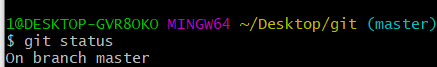 1@DESKTOP-GVR8OKO MINGW64 ~/Desktop/git (master)
$ git status
On branch master